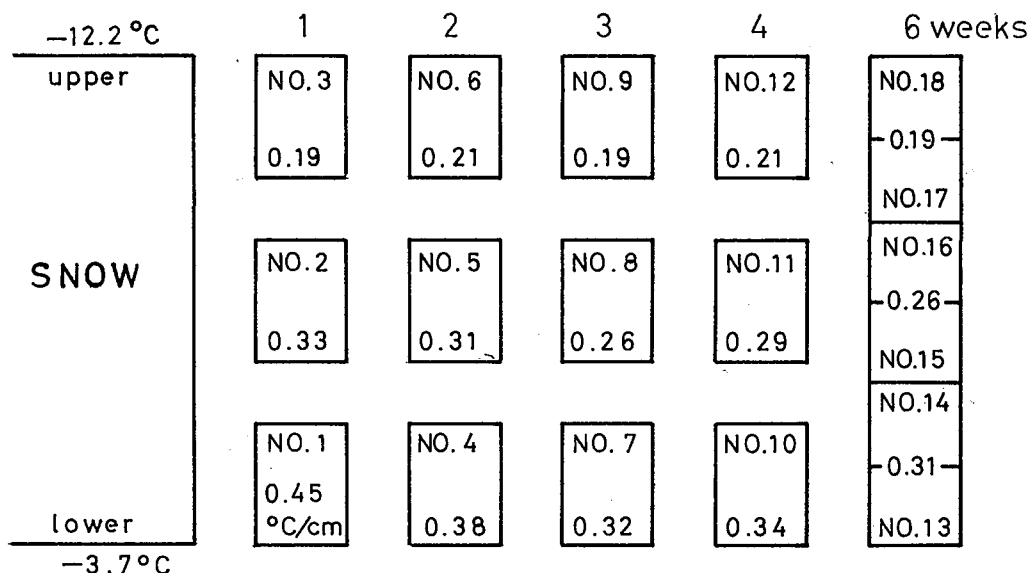 1 2 3 4 6 weeks
−12.2 °C
upper
NO.3 NO.6 NO.9 NO.12 NO.18
0.19 0.21 0.19 0.21 0.19
NO.17
SNOW
NO.2 NO.5 NO.8 NO.11 NO.16
0.33 0.31 0.26 0.29 0.26
NO.15
NO.14
NO.1 NO.4 NO.7 NO.10
0.45
°C/cm 0.38 0.32 0.34 0.31
NO.13
lower
−3.7°C